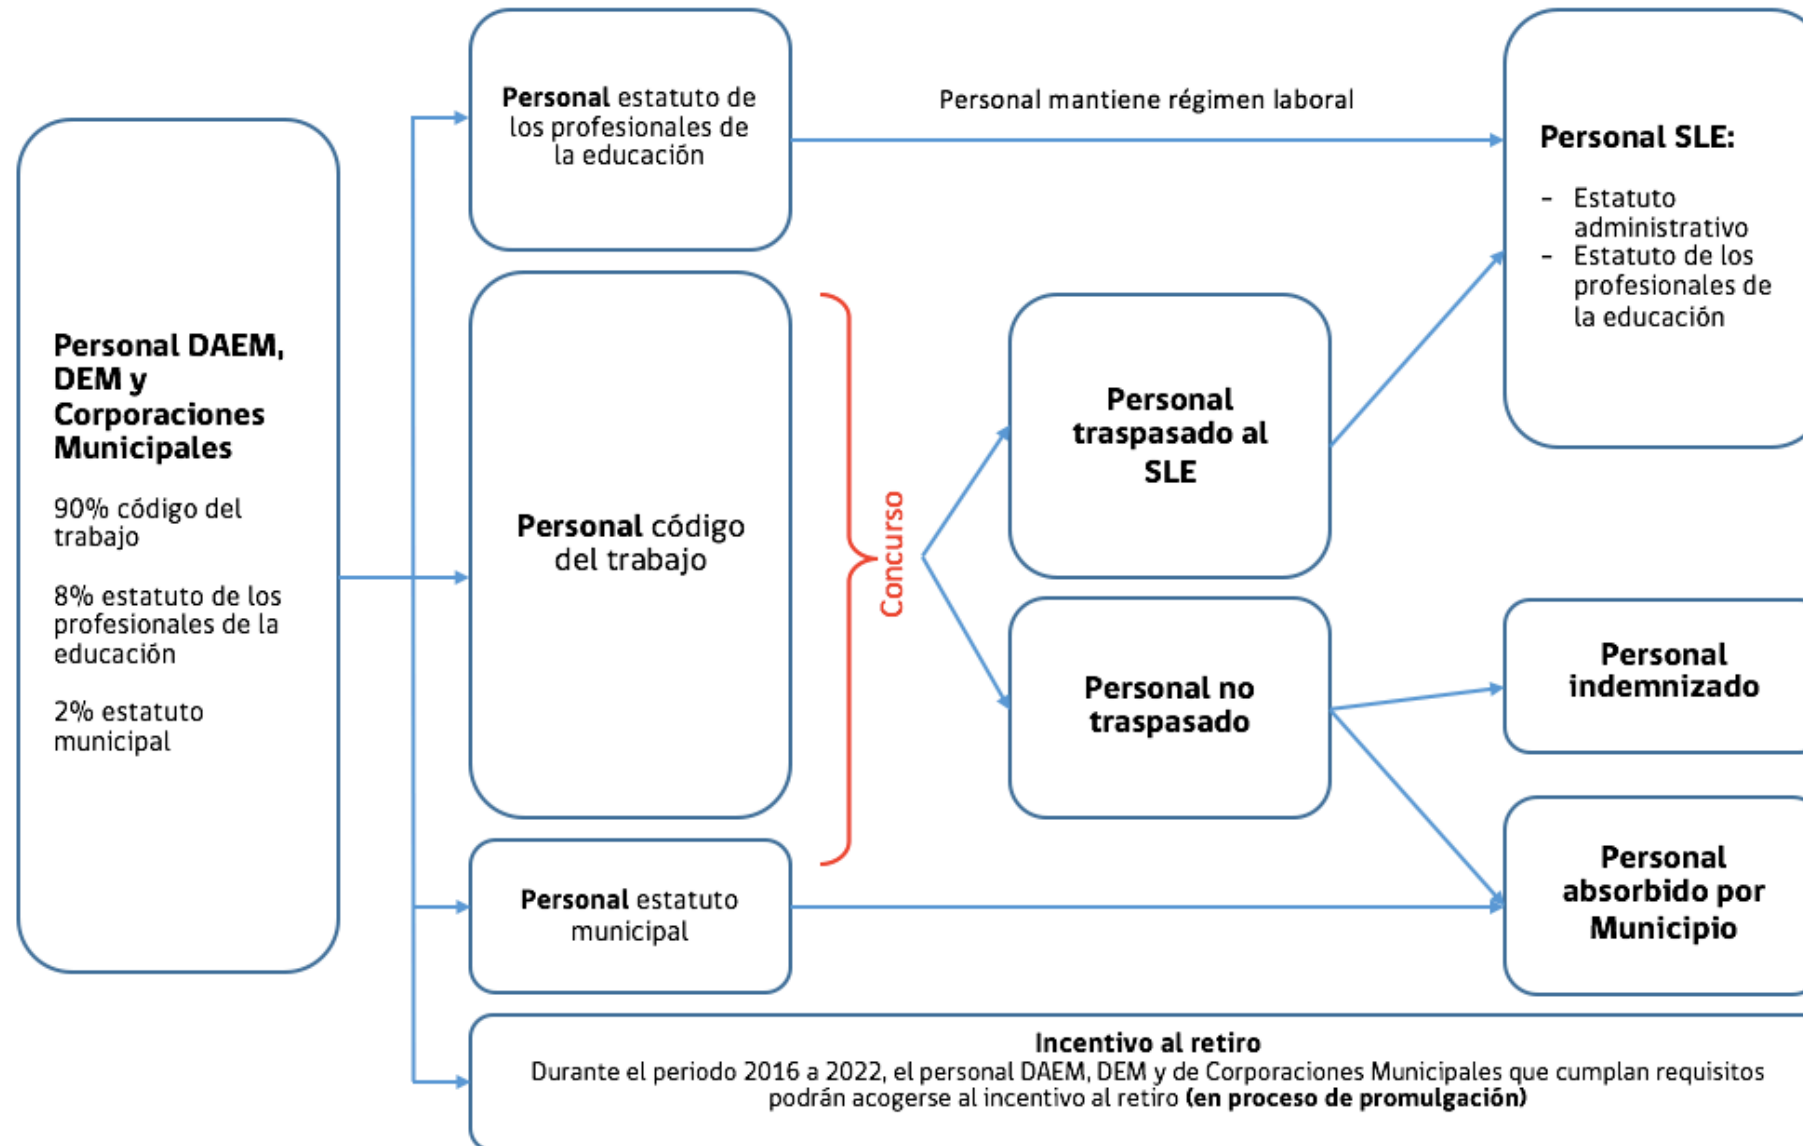 Personal DAEM,
DEM y
Corporaciones
Municipales
90% código del
trabajo
8% estatuto de los
profesionales de la
educación
2% estatuto
municipal
Personal estatuto de
los profesionales de
la educación
Personal mantiene régimen laboral
Personal SLE:
- Estatuto
administrativo
- Estatuto de los
profesionales de
la educación
Personal código
del trabajo
Concurso
Personal
traspasado al
SLE
Personal no
traspasado
Personal
indemnizado
Personal estatuto
municipal
Personal
absorbido por
Municipio
Incentivo al retiro
Durante el periodo 2016 a 2022, el personal DAEM, DEM y de Corporaciones Municipales que cumplan requisitos
podrán acogerse al incentivo al retiro (en proceso de promulgación)